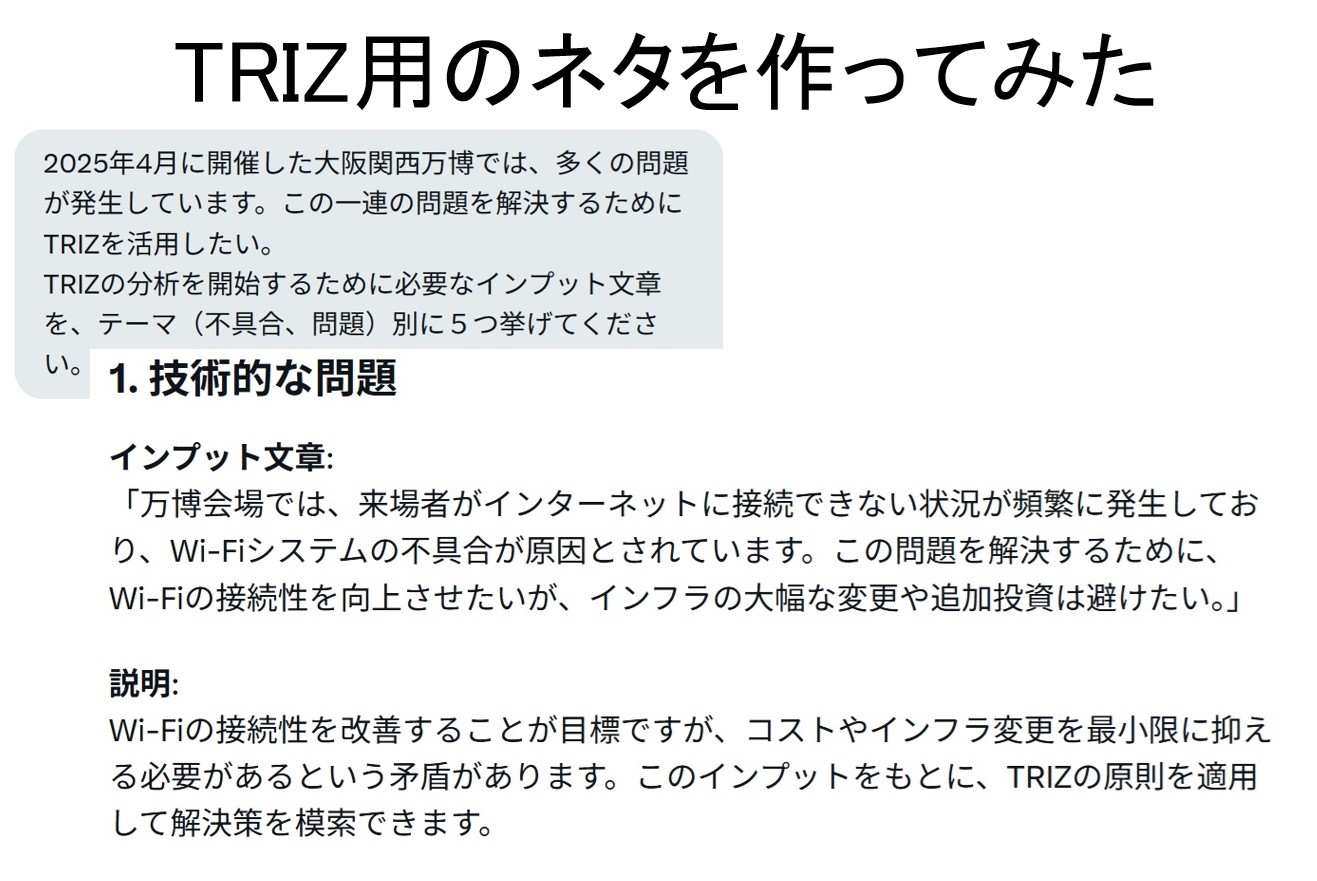 TRIZ用のネタを作ってみた
2025年4月に開催した大阪関西万博では、多くの問題
が発生しています。この一連の問題を解決するために
TRIZを活用したい。
TRIZの分析を開始するために必要なインプット文章
を、テーマ（不具合、問題）別に５つ挙げてくださ
い。
1. 技術的な問題
インプット文章:
「万博会場では、来場者がインターネットに接続できない状況が頻繁に発生してお
り、Wi-Fiシステムの不具合が原因とされています。この問題を解決するために、
Wi-Fiの接続性を向上させたいが、インフラの大幅な変更や追加投資は避けたい。」
説明:
Wi-Fiの接続性を改善することが目標ですが、コストやインフラ変更を最小限に抑え
る必要があるという矛盾があります。このインプットをもとに、TRIZの原則を適用
して解決策を模索できます。